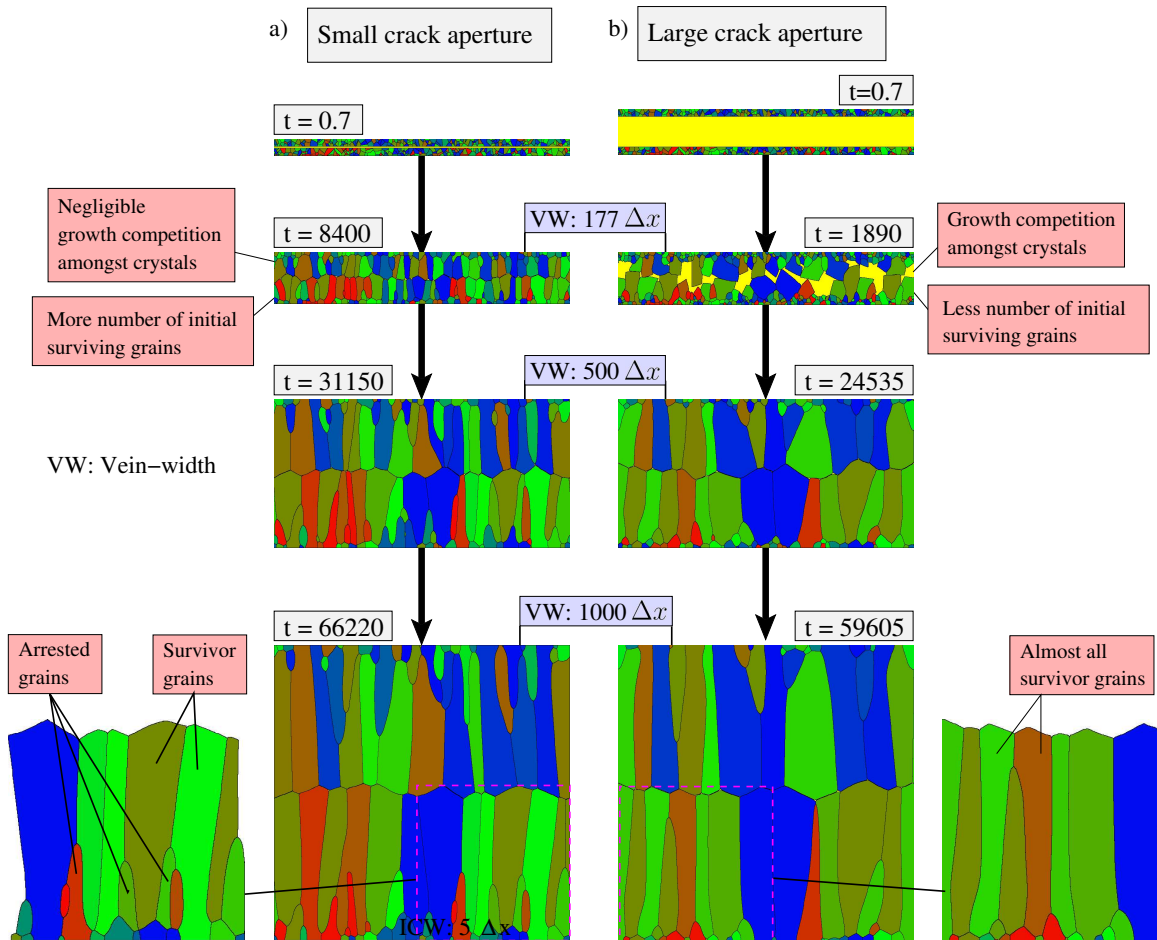 a)
Small crack aperture
b)
Large crack aperture
t = 0.7
t=0.7
Negligible
growth competition
amongst crystals
t = 8400
VW: 177 Δx
t = 1890
Growth competition
amongst crystals
More number of initial
surviving grains
Less number of initial
surviving grains
t = 31150
VW: 500 Δx
t = 24535
VW: Vein−width
t = 66220
VW: 1000 Δx
t = 59605
Arrested
grains
Survivor
grains
Almost all
survivor grains
ICW: 5 Δx